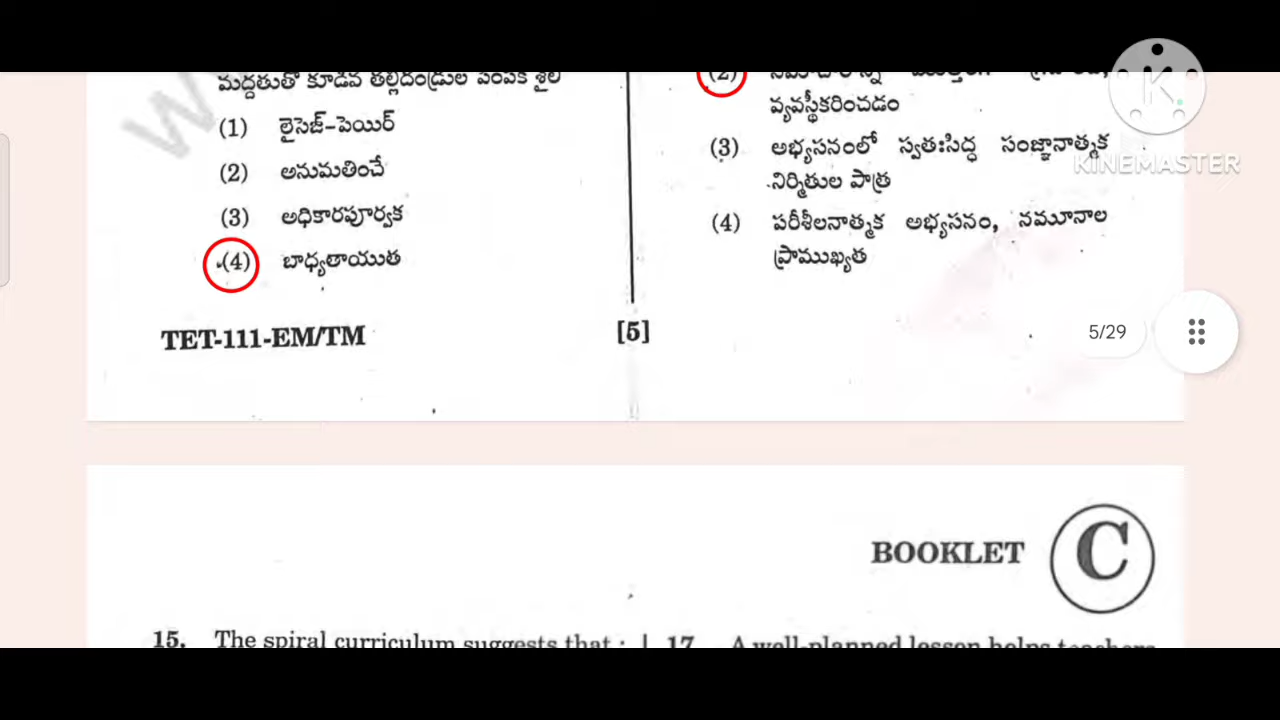 మద్దతుతో కూడిన తల్లిదండ్రుల పెంపక శైలి
(1) లైసెజ్-పెయిర్
(2) అనుమతించే
(3) అధికారపూర్వక
(4) బాధ్యతాయుత
(2)
వ్యవస్థీకరించడం
(3) అభ్యసనంలో స్వతఃసిద్ధ సంజ్ఞానాత్మక
నిర్మితుల పాత్ర
(4) పరిశీలనాత్మక అభ్యసనం, నమూనాల
ప్రాముఖ్యత
K
KINEMASTER
TET-111-EM/TM
[5]
5/29
BOOKLET C
15. The spiral curriculum suggests that :
17. A well-planned lesson helps teachers